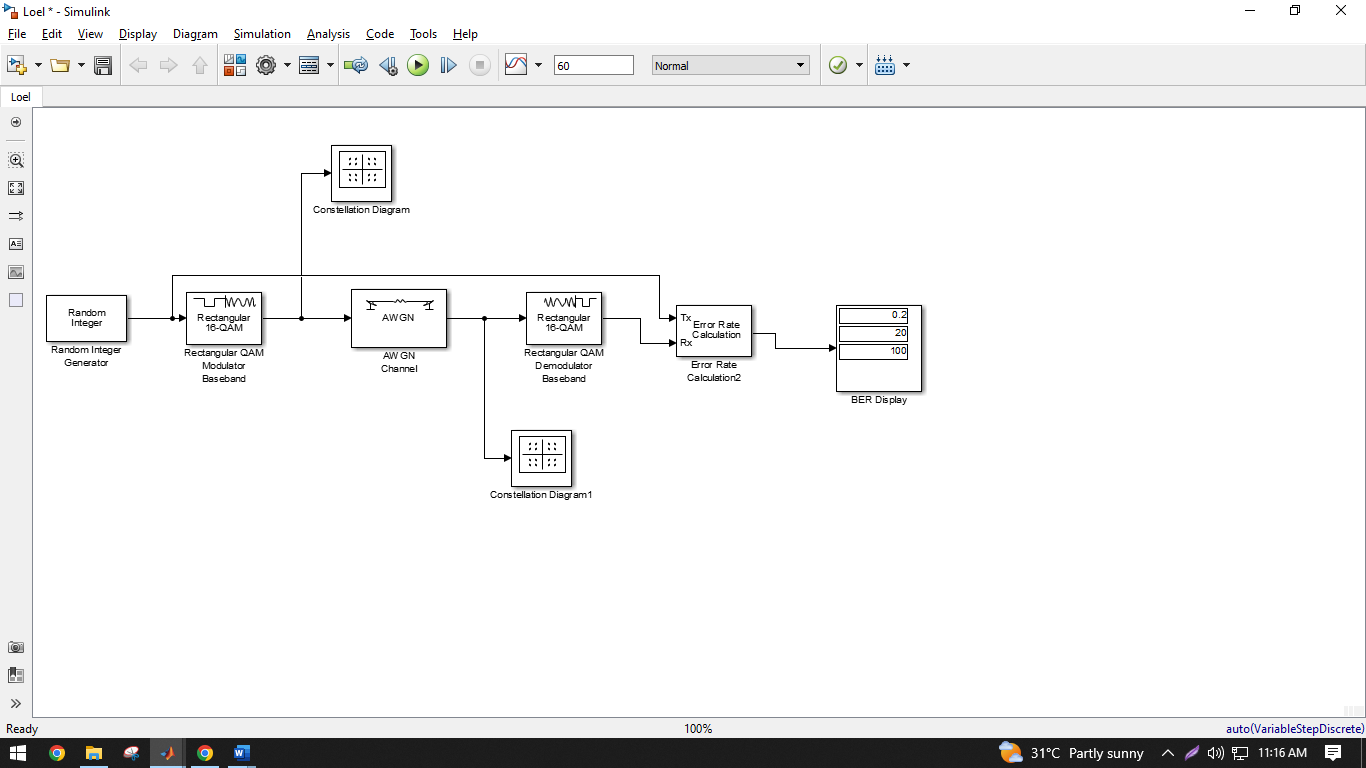 Loel * - Simulink
File Edit View Display Diagram Simulation Analysis Code Tools Help
60 Normal
Loel
Constellation Diagram
Random
Integer
Random Integer
Generator
Rectangular
16-QAM
Rectangular QAM
Modulator
Baseband
AWGN
AWGN
Channel
Rectangular
16-QAM
Rectangular QAM
Demodulator
Baseband
Tx
Rx
Error Rate
Calculation
Error Rate
Calculation2
0.2
20
100
BER Display
Constellation Diagram1
Ready 100% auto(VariableStepDiscrete)
31°C Partly sunny 11:16 AM